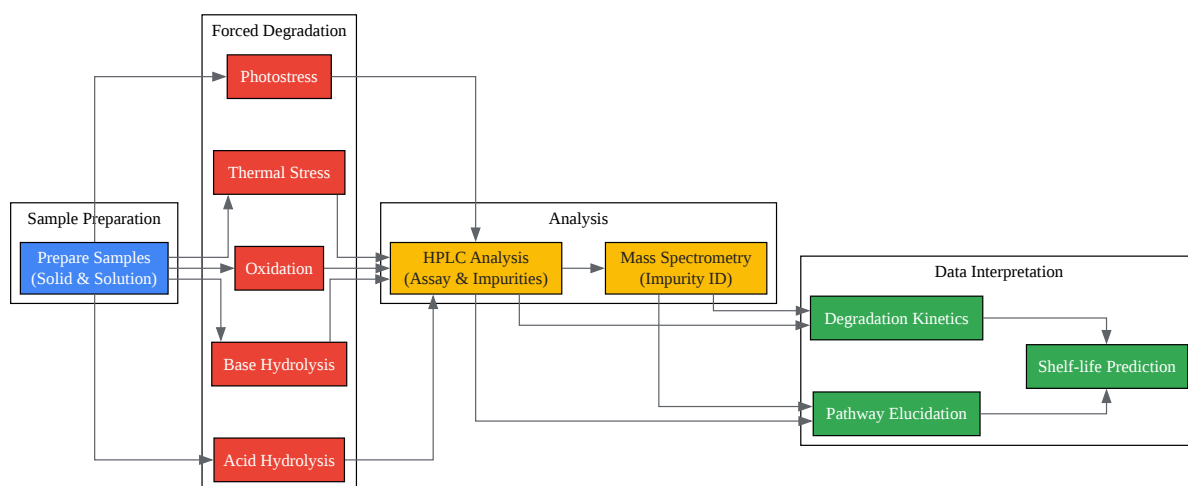 Forced Degradation
Photostress
Thermal Stress
Sample Preparation
Prepare Samples
(Solid & Solution)
Oxidation
Base Hydrolysis
Acid Hydrolysis
Analysis
HPLC Analysis
(Assay & Impurities)
Mass Spectrometry
(Impurity ID)
Data Interpretation
Degradation Kinetics
Shelf-life Prediction
Pathway Elucidation